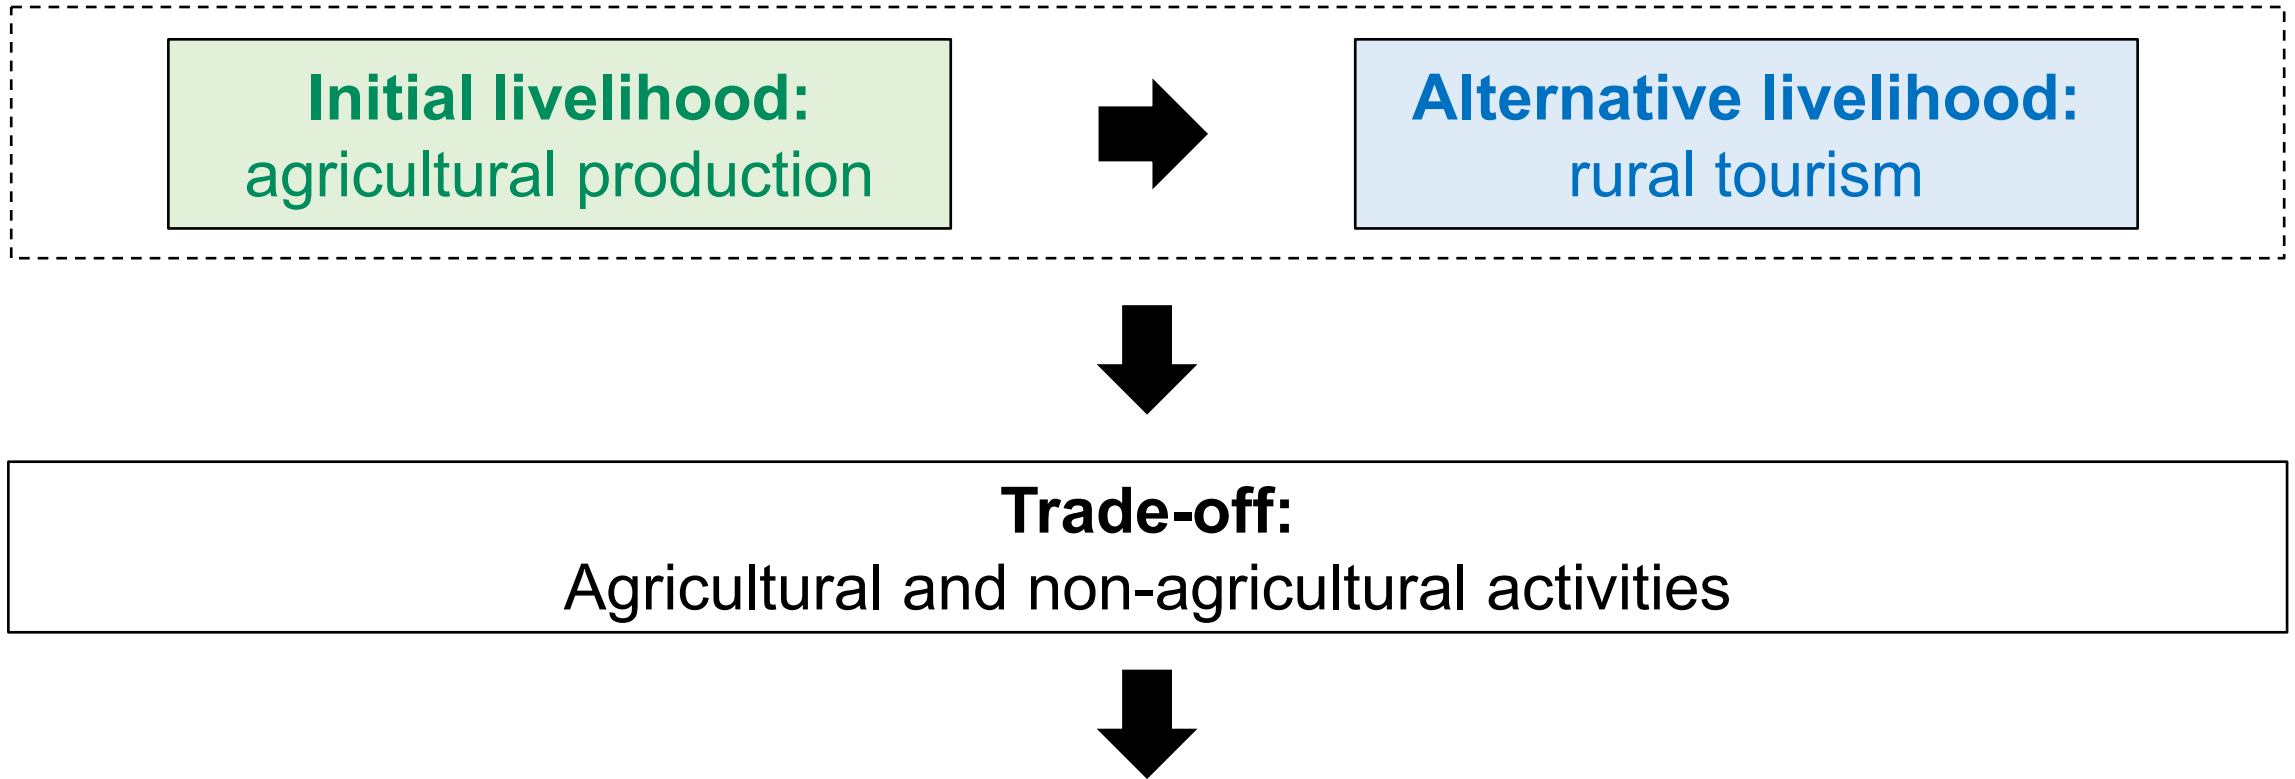 Initial livelihood:
agricultural production
Alternative livelihood:
rural tourism
Trade-off:
Agricultural and non-agricultural activities